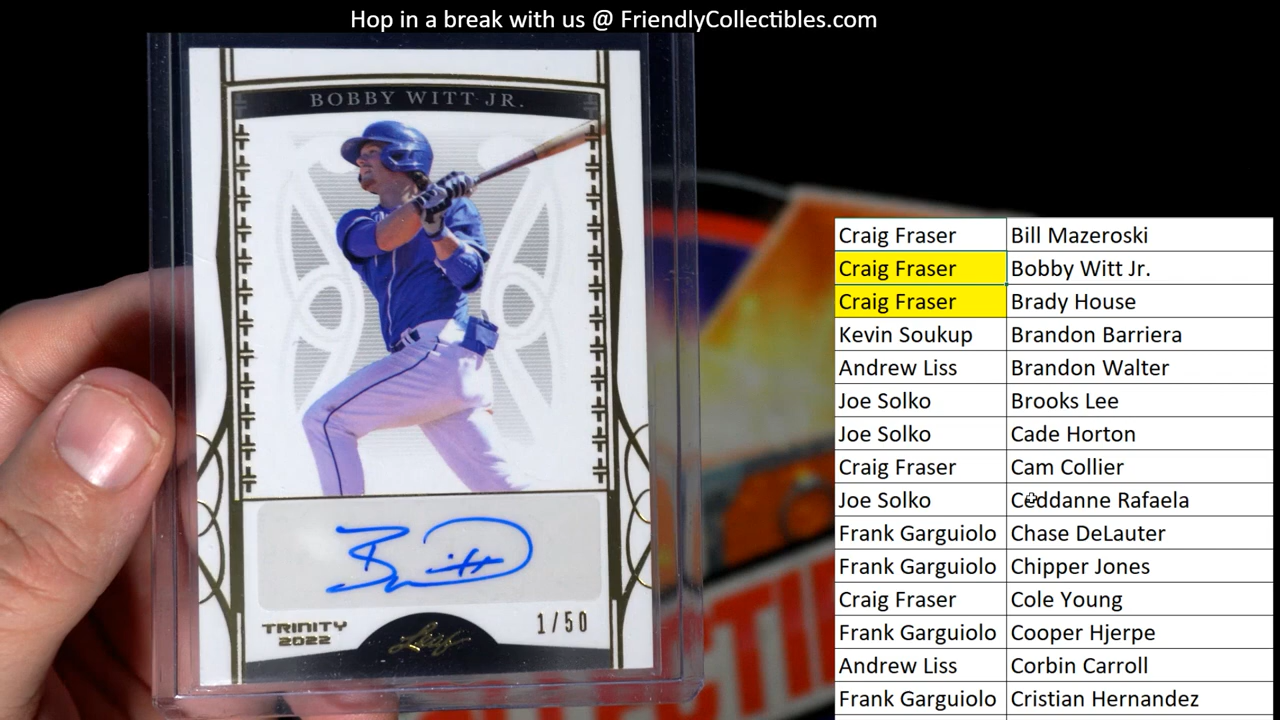 Hop in a break with us @ FriendlyCollectibles.com
BOBBY WITT JR.
TRINITY
2022
Leaf
1/50
Craig Fraser Bill Mazeroski
Craig Fraser Bobby Witt Jr.
Craig Fraser Brady House
Kevin Soukup Brandon Barriera
Andrew Liss Brandon Walter
Joe Solko Brooks Lee
Joe Solko Cade Horton
Craig Fraser Cam Collier
Joe Solko Ceddanne Rafaela
Frank Garguiolo Chase DeLauter
Frank Garguiolo Chipper Jones
Craig Fraser Cole Young
Frank Garguiolo Cooper Hjerpe
Andrew Liss Corbin Carroll
Frank Garguiolo Cristian Hernandez